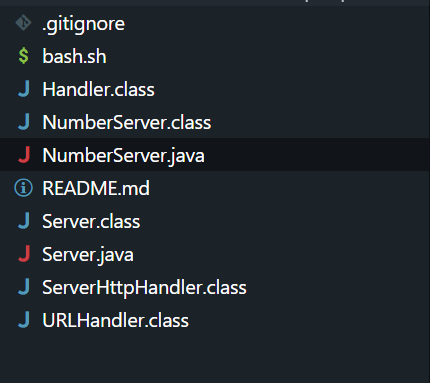 .gitignore
$ bash.sh
J Handler.class
J NumberServer.class
J NumberServer.java
README.md
J Server.class
J Server.java
J ServerHttpHandler.class
J URLHandler.class